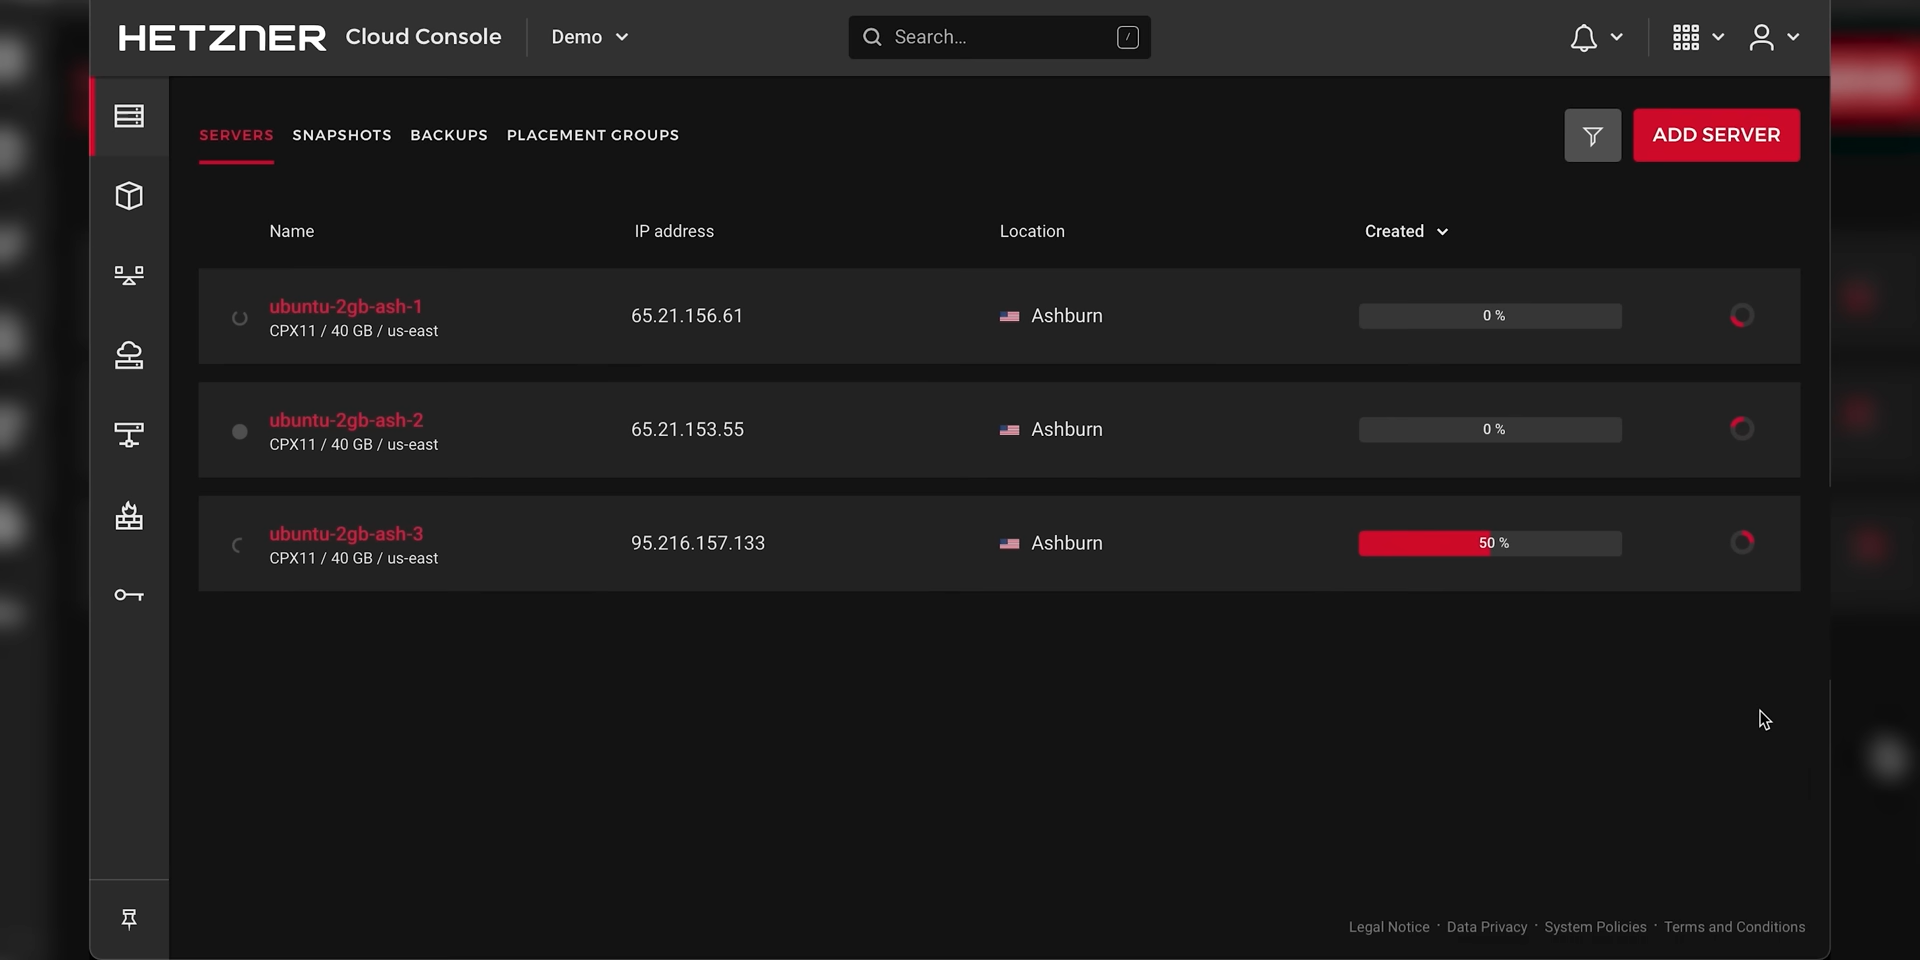 HETZNER Cloud Console Demo Search... /
SERVERS SNAPSHOTS BACKUPS PLACEMENT GROUPS ADD SERVER
Name IP address Location Created
ubuntu-2gb-ash-1
CPX11 / 40 GB / us-east
65.21.156.61 Ashburn 0 %
ubuntu-2gb-ash-2
CPX11 / 40 GB / us-east
65.21.153.55 Ashburn 0 %
ubuntu-2gb-ash-3
CPX11 / 40 GB / us-east
95.216.157.133 Ashburn 50 %
Legal Notice · Data Privacy · System Policies · Terms and Conditions